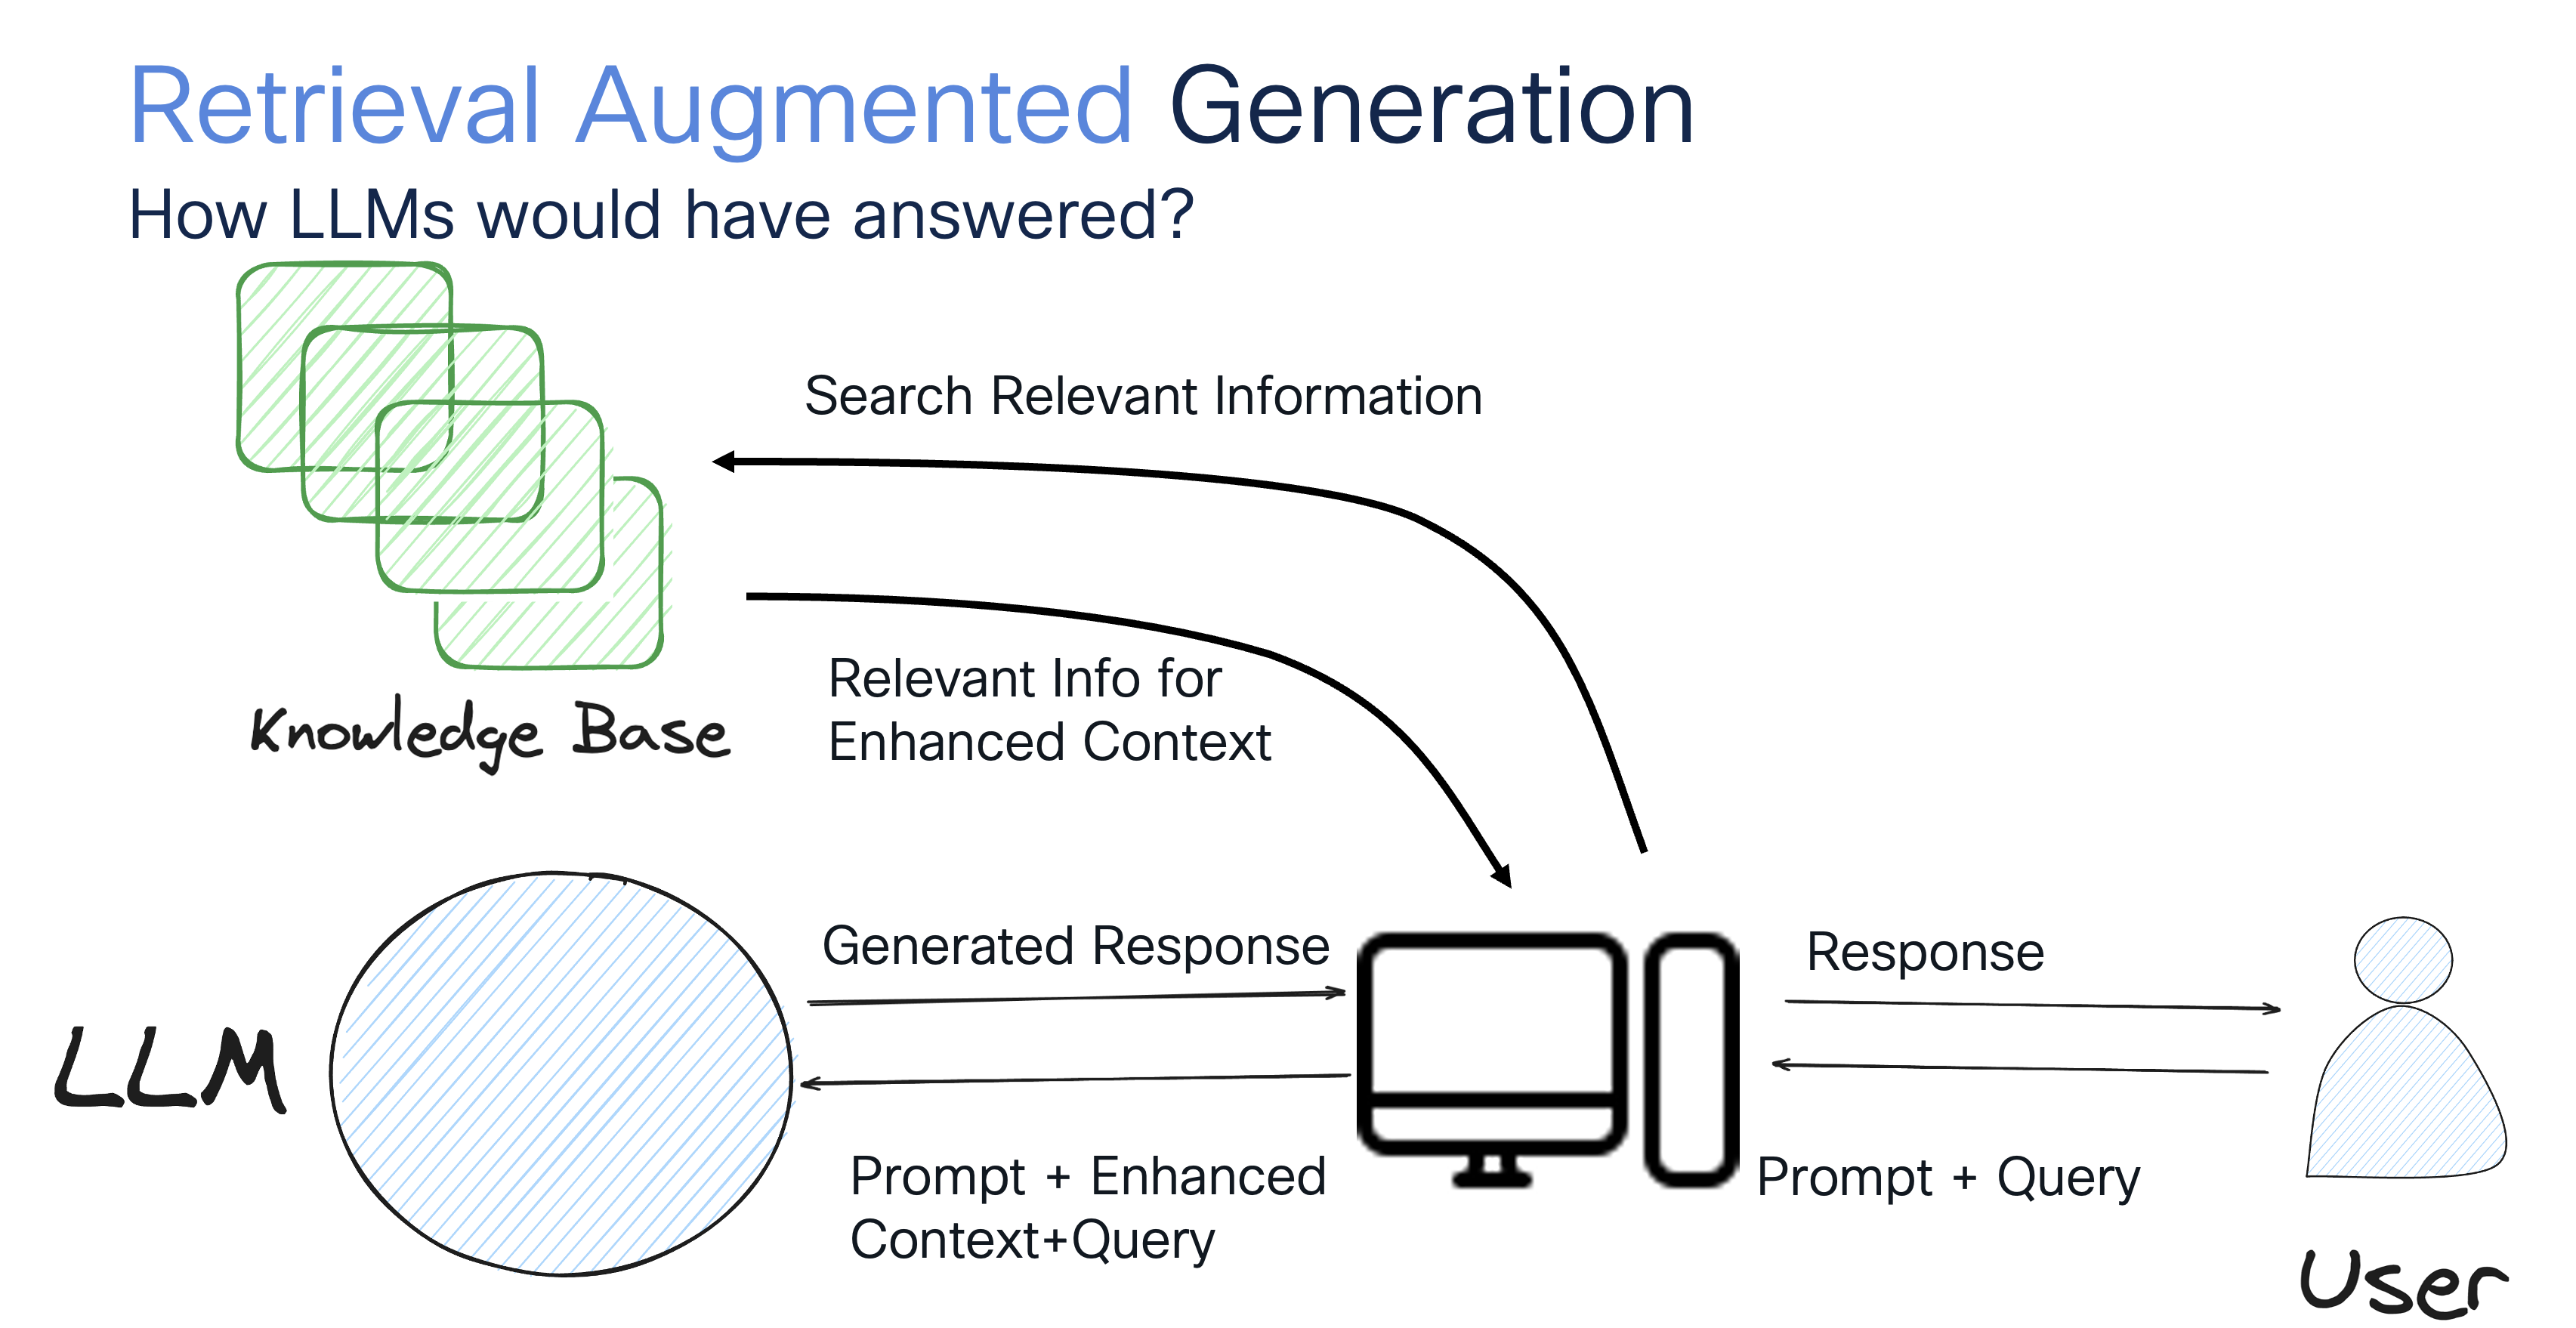 Retrieval Augmented Generation
How LLMs would have answered?
Search Relevant Information
Relevant Info for
Enhanced Context
Knowledge Base
Generated Response
Response
LLM
Prompt + Enhanced
Context+Query
Prompt + Query
User